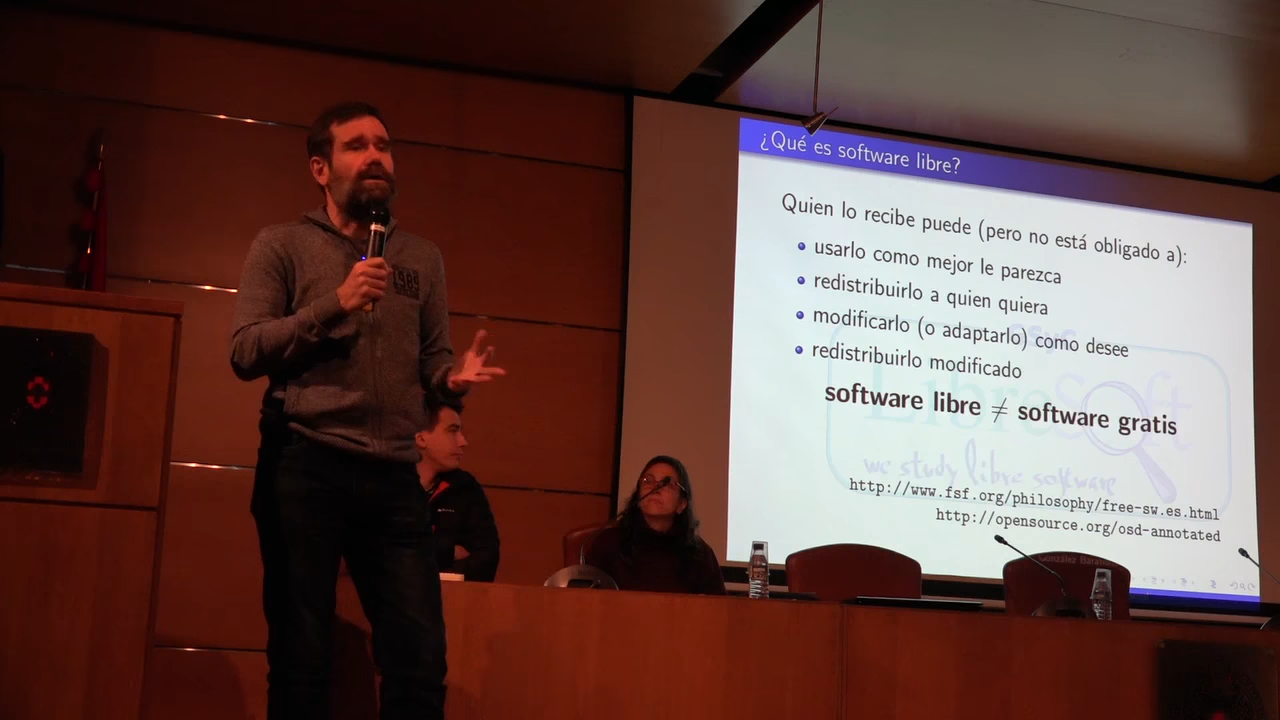 ¿Qué es software libre?
Quien lo recibe puede (pero no está obligado a):
usarlo como mejor le parezca
redistribuirlo a quien quiera
modificarlo (o adaptarlo) como desee
redistribuirlo modificado
software libre ≠ software gratis
LibreSoft
we study libre software
http://www.fsf.org/philosophy/free-sw.es.html
http://opensource.org/osd-annotated
1989